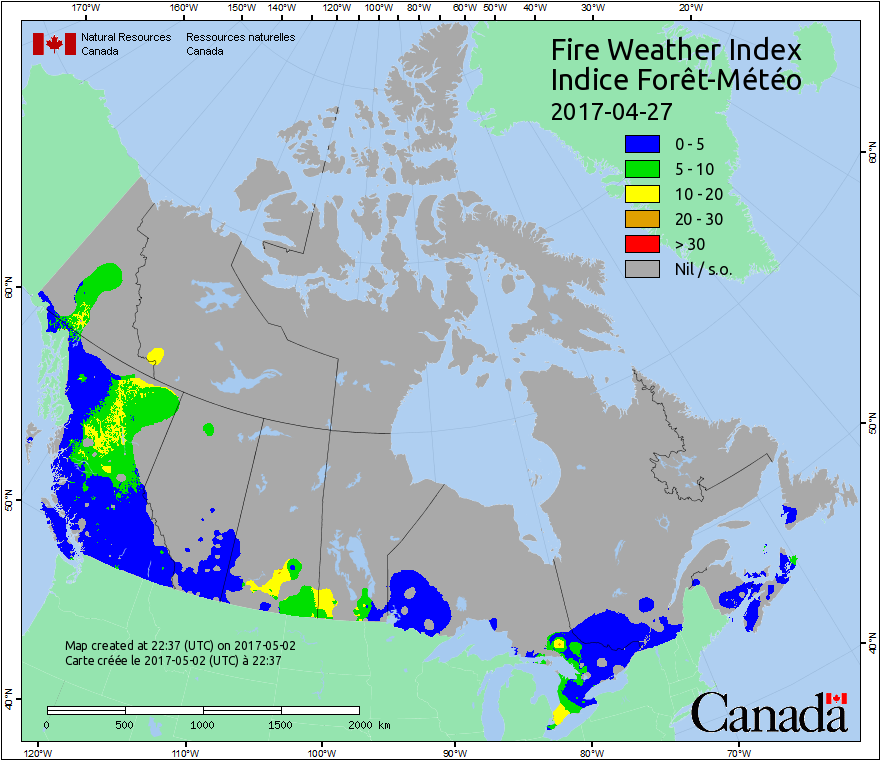 170°W 160°W 150°W 140°W 130°W 120°W 110°W 100°W 90°W 80°W 70°W 60°W 50°W 40°W 30°W 20°W
Natural Resources Canada
Ressources naturelles Canada
Fire Weather Index
Indice Forêt-Météo
2017-04-27
0 - 5
5 - 10
10 - 20
20 - 30
> 30
Nil / s.o.
60°N
50°N
40°N
60°N
50°N
40°N
Map created at 22:37 (UTC) on 2017-05-02
Carte créée le 2017-05-02 (UTC) à 22:37
0 500 1000 1500 2000 km
Canada
120°W 110°W 100°W 90°W 80°W 70°W